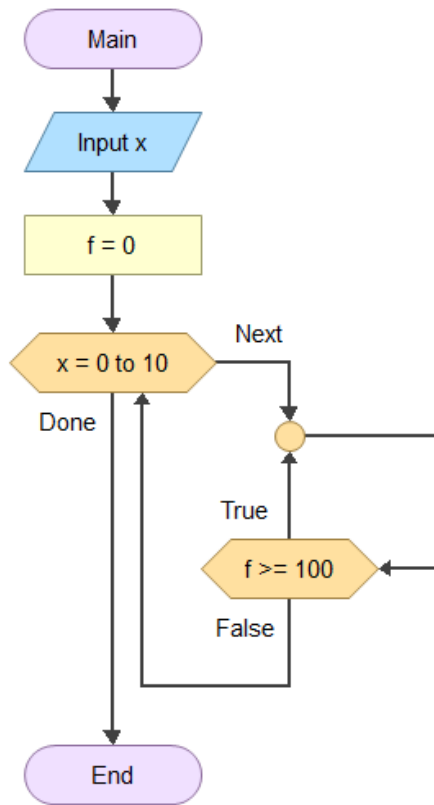 Main
Input x
f = 0
x = 0 to 10
Next
Done
True
f >= 100
False
End